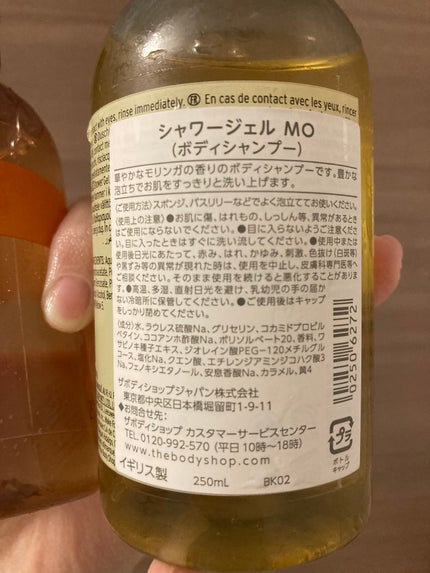 with eyes, rinse immediately. FR En cas de contact avec les yeux, rincer
シャワージェル MO
(ボディシャンプー)
華やかなモリンガの香りのボディシャンプーです。豊かな
泡立ちでお肌をすっきりと洗い上げます。
〈ご使用方法〉スポンジ、バスリリーなどでよく泡立ててお使いください。
〈使用上の注意〉●お肌に傷、はれもの、しっしん等、異常があるとき
はご使用にならないでください。●目に入らないようご注意くださ
い。目に入ったときはすぐに洗い流してください。●使用中または
使用後日光にあたって、赤み、はれ、かゆみ、刺激、色抜け(白斑等)
や黒ずみ等の異常が現れた時は、使用を中止し、皮膚科専門医等へ
ご相談ください。そのまま使用を続けると悪化することがありま
す。●高温、多湿、直射日光を避け、乳幼児の手の届か
ない冷暗所に保管してください。●ご使用後はキャップ
をしっかり閉めてください。
〈成分〉水、ラウレス硫酸Na、グリセリン、コカミドプロピル
ベタイン、ココアンホ酢酸Na、ポリソルベート20、香料、ワ
サビノキ種子エキス、ジオレイン酸PEG-120メチルグル
コース、塩化Na、クエン酸、エチレンジアミンジコハク酸3
Na、フェノキシエタノール、安息香酸Na、カラメル、黄4
ザボディショップジャパン株式会社
東京都中央区日本橋堀留町1-9-11
◆お問合せ先:
ザボディショップ カスタマーサービスセンター
TEL 0120-992-570 (平日10時〜18時)
www.thebodyshop.com
イギリス製 250mL BK02
10250 6272
プラ
ボトル
キャップ